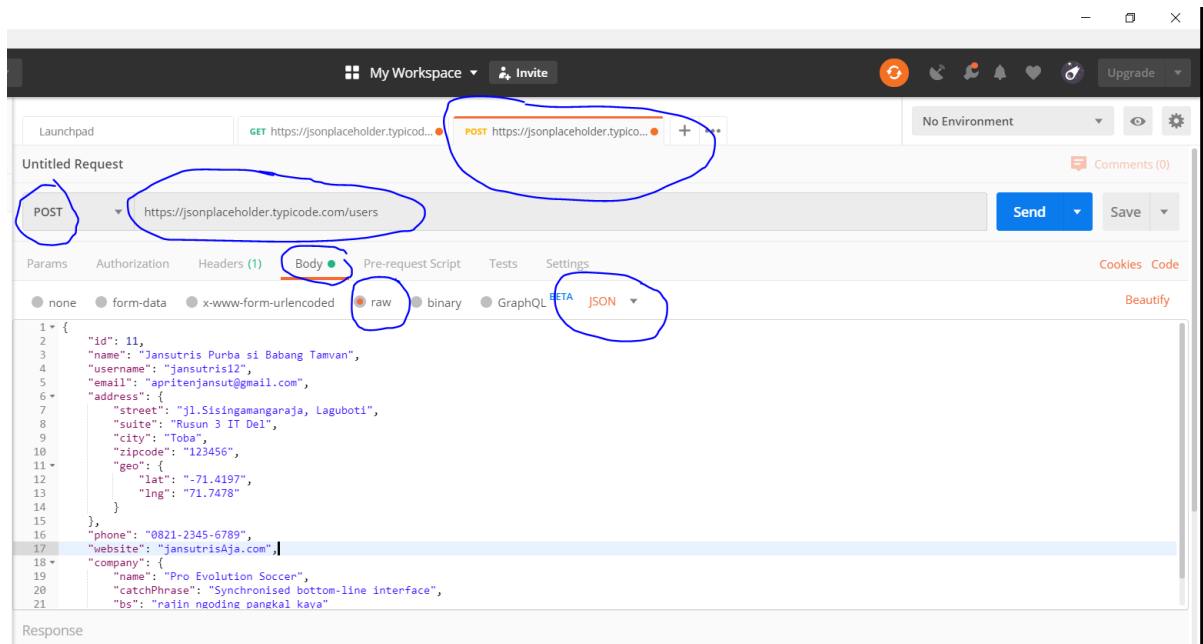 My Workspace Invite Upgrade
Launchpad GET https://jsonplaceholder.typicod... POST https://jsonplaceholder.typico... + ••• No Environment
Untitled Request Comments (0)
POST https://jsonplaceholder.typicode.com/users Send Save
Params Authorization Headers (1) Body Pre-request Script Tests Settings Cookies Code
none form-data x-www-form-urlencoded raw binary GraphQL BETA JSON Beautify
1 {
2 "id": 11,
3 "name": "Jansutris Purba si Babang Tamvan",
4 "username": "jansutris12",
5 "email": "apritenjansut@gmail.com",
6 "address": {
7 "street": "jl.Sisingamangaraja, Laguboti",
8 "suite": "Rusun 3 IT Del",
9 "city": "Toba",
10 "zipcode": "123456",
11 "geo": {
12 "lat": "-71.4197",
13 "lng": "71.7478"
14 }
15 },
16 "phone": "0821-2345-6789",
17 "website": "jansutrisAja.com",
18 "company": {
19 "name": "Pro Evolution Soccer",
20 "catchPhrase": "Synchronised bottom-line interface",
21 "bs": "rajin ngoding pangkal kaya"
Response